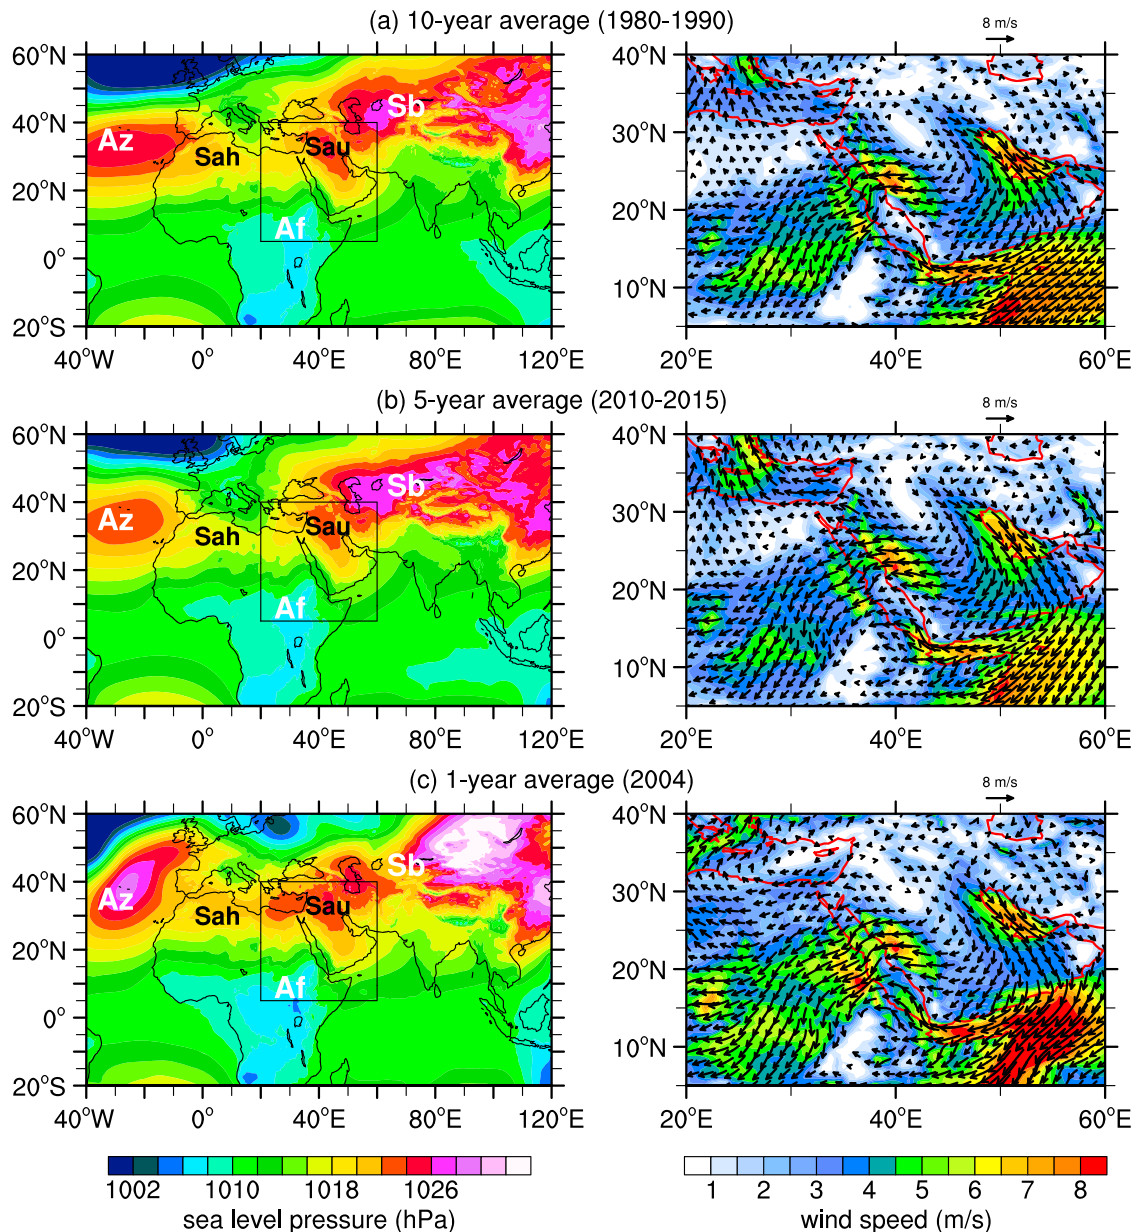 (a) 10-year average (1980-1990)
8 m/s
60°N
40°N
20°N
0°
20°S
40°W 0° 40°E 80°E 120°E
Az
Sah
Sau
Sb
Af
40°N
30°N
20°N
10°N
20°E 40°E 60°E
(b) 5-year average (2010-2015)
8 m/s
60°N
40°N
20°N
0°
20°S
40°W 0° 40°E 80°E 120°E
Az
Sah
Sau
Sb
Af
40°N
30°N
20°N
10°N
20°E 40°E 60°E
(c) 1-year average (2004)
8 m/s
60°N
40°N
20°N
0°
20°S
40°W 0° 40°E 80°E 120°E
Az
Sah
Sau
Sb
Af
40°N
30°N
20°N
10°N
20°E 40°E 60°E
1002 1010 1018 1026
sea level pressure (hPa)
1 2 3 4 5 6 7 8
wind speed (m/s)